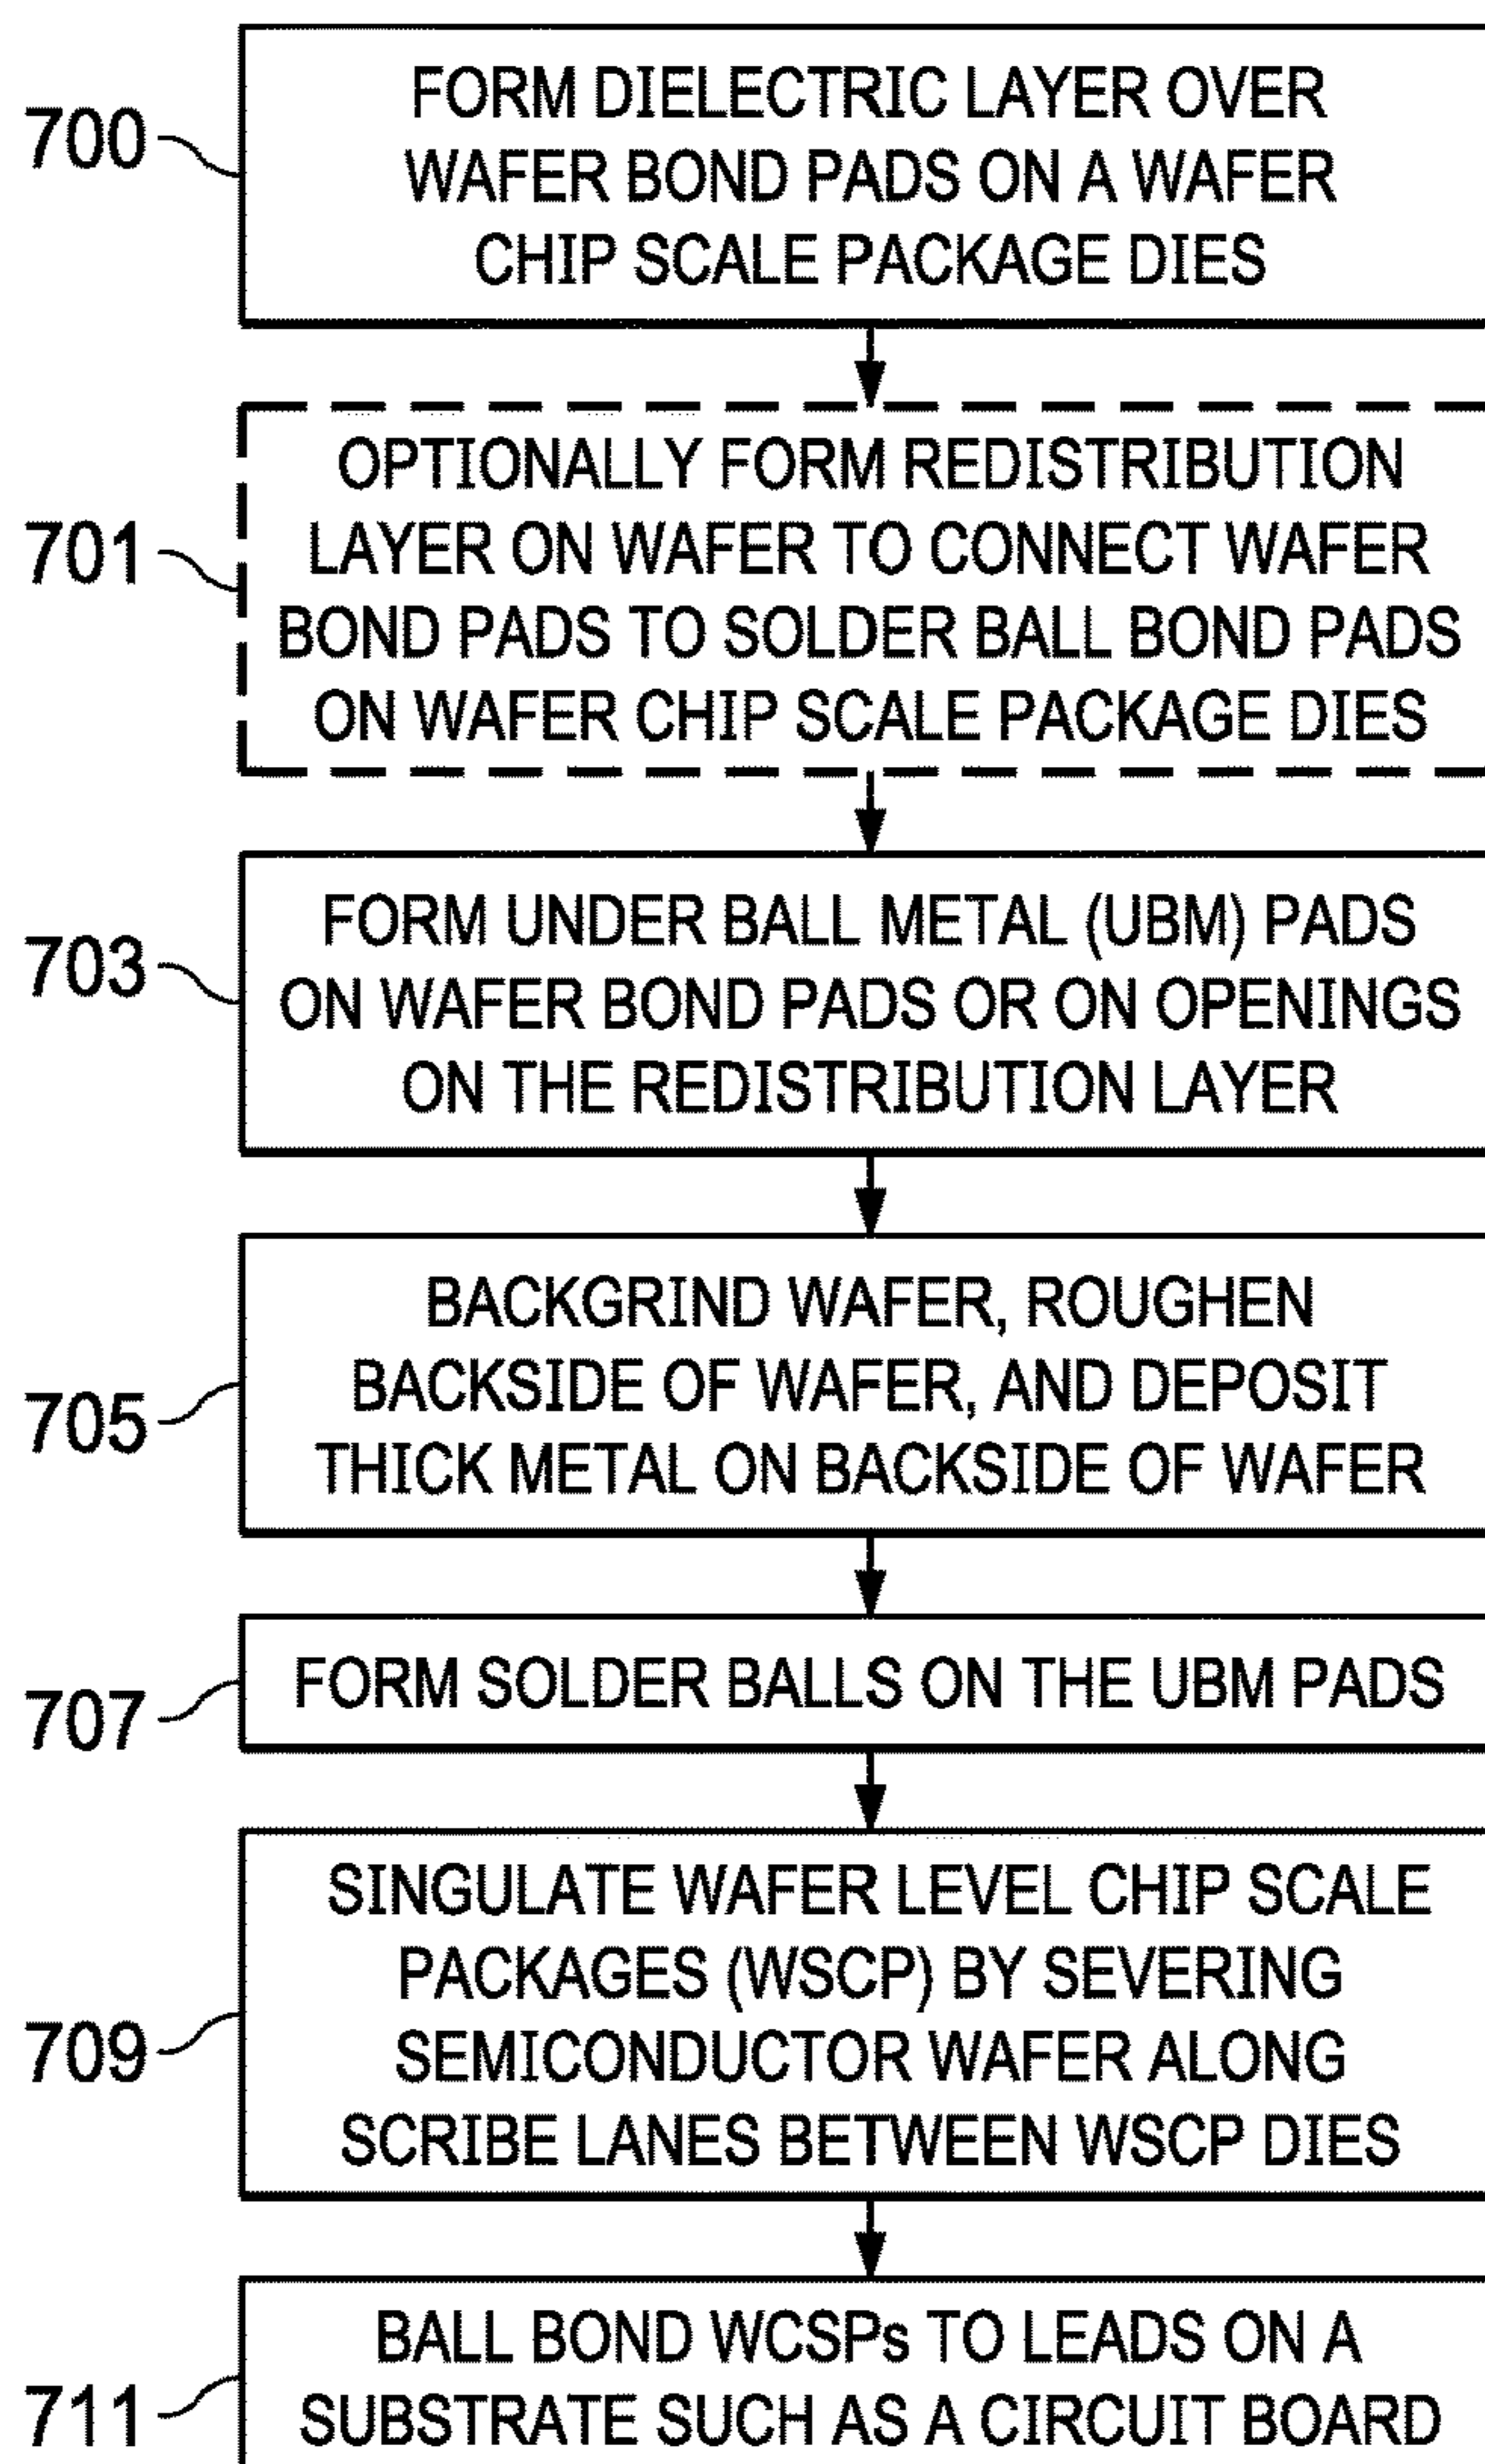 700
FORM DIELECTRIC LAYER OVER
WAFER BOND PADS ON A WAFER
CHIP SCALE PACKAGE DIES
701
OPTIONALLY FORM REDISTRIBUTION
LAYER ON WAFER TO CONNECT WAFER
BOND PADS TO SOLDER BALL BOND PADS
ON WAFER CHIP SCALE PACKAGE DIES
703
FORM UNDER BALL METAL (UBM) PADS
ON WAFER BOND PADS OR ON OPENINGS
ON THE REDISTRIBUTION LAYER
705
BACKGRIND WAFER, ROUGHEN
BACKSIDE OF WAFER, AND DEPOSIT
THICK METAL ON BACKSIDE OF WAFER
707
FORM SOLDER BALLS ON THE UBM PADS
709
SINGULATE WAFER LEVEL CHIP SCALE
PACKAGES (WSCP) BY SEVERING
SEMICONDUCTOR WAFER ALONG
SCRIBE LANES BETWEEN WSCP DIES
711
BALL BOND WCSPs TO LEADS ON A
SUBSTRATE SUCH AS A CIRCUIT BOARD